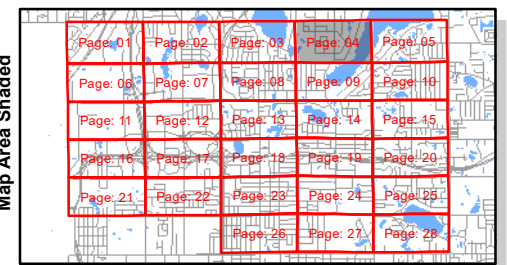 Map Area Shaded
Page: 01 Page: 02 Page: 03 Page: 04 Page: 05
Page: 06 Page: 07 Page: 08 Page: 09 Page: 10
Page: 11 Page: 12 Page: 13 Page: 14 Page: 15
Page: 16 Page: 17 Page: 18 Page: 19 Page: 20
Page: 21 Page: 22 Page: 23 Page: 24 Page: 25
Page: 26 Page: 27 Page: 28